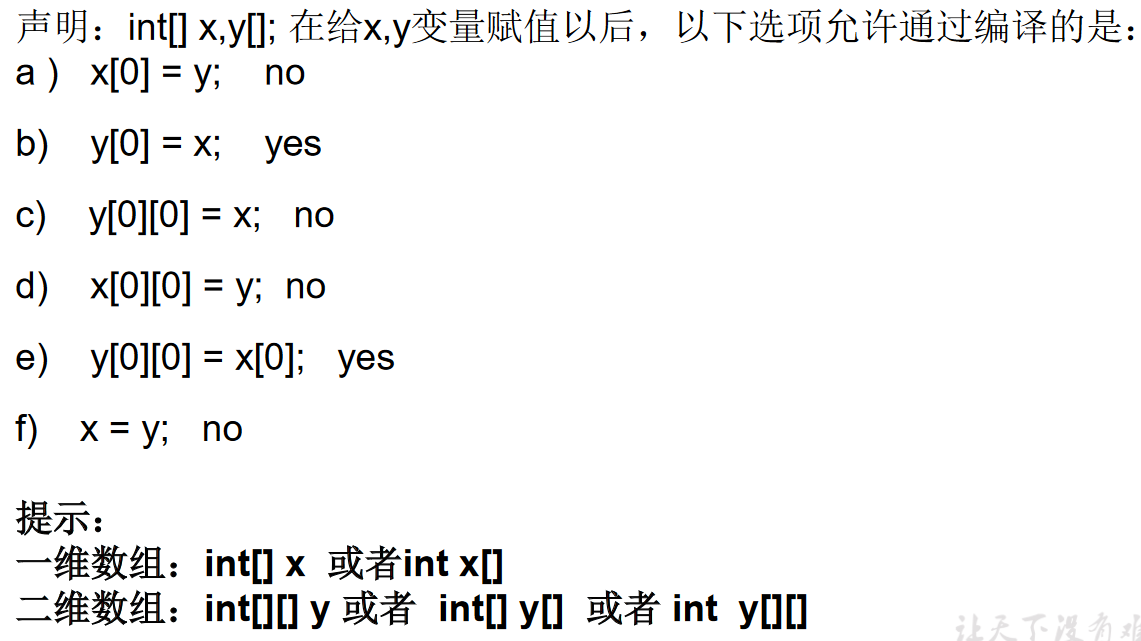 声明：int[] x,y[]; 在给x,y变量赋值以后，以下选项允许通过编译的是：
a ) x[0] = y; no
b) y[0] = x; yes
c) y[0][0] = x; no
d) x[0][0] = y; no
e) y[0][0] = x[0]; yes
f) x = y; no
提示：
一维数组：int[] x 或者int x[]
二维数组：int[][] y 或者 int[] y[] 或者 int y[][]
让天下没有难